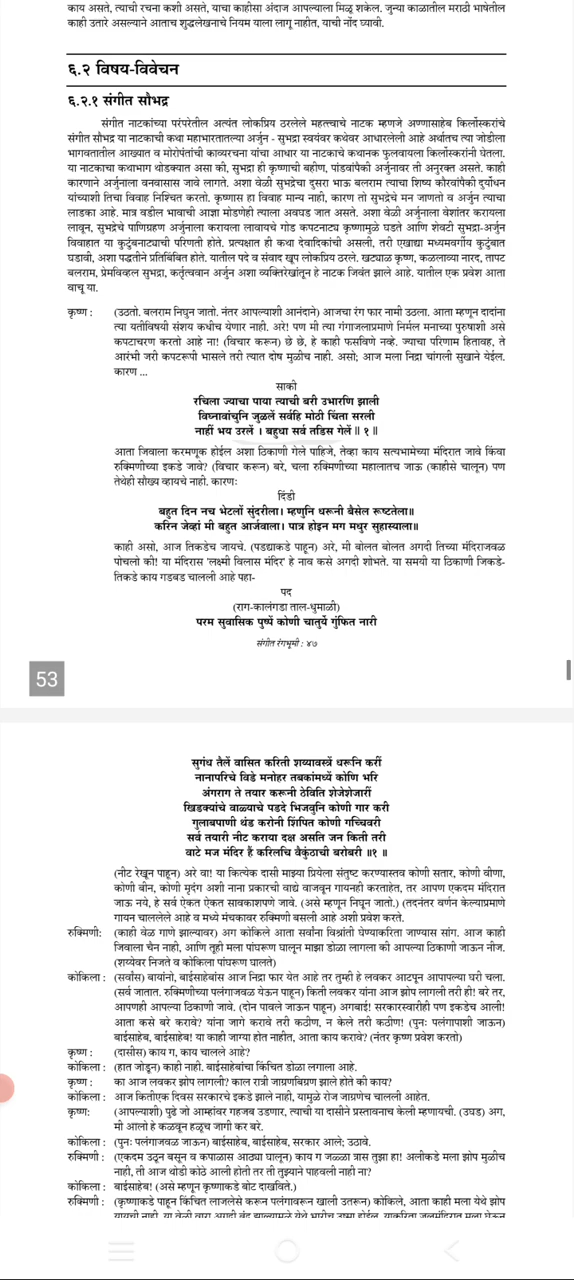 काय असते, त्याची रचना कशी असते, याचा काहीसा अंदाज आपल्याला मिळू शकेल. जुन्या काळातील मराठी भाषेतील
काही उतारे असल्याने आताच शुद्धलेखनाचे नियम याला लागू नाहीत, याची नोंद घ्यावी.
६.२ विषय-विवेचन
६.२.१ संगीत सौभद्र
संगीत नाटकांच्या परंपरेतील अत्यंत लोकप्रिय ठरलेले महत्त्वाचे नाटक म्हणजे अण्णासाहेब किर्लोस्करांचे
संगीत सौभद्र या नाटकाची कथा महाभारतातल्या अर्जुन - सुभद्रा स्वयंवर कथेवर आधारलेली आहे अर्थातच त्या जोडीला
भागवतातील आख्यात व मोरोपंतांची काव्यरचना यांचा आधार या नाटकाचे कथानक फुलवायला किर्लोस्करांनी घेतला.
या नाटकाचा कथाभाग थोडक्यात असा की, सुभद्रा ही कृष्णाची बहीण, पांडवांपैकी अर्जुनावर ती अनुरक्त असते. काही
कारणाने अर्जुनाला वनवासास जावे लागते. अशा वेळी सुभद्रेचा दुसरा भाऊ बलराम त्याचा शिष्य कौरवांपैकी दुर्योधन
यांच्याशी तिचा विवाह निश्चित करतो. कृष्णास हा विवाह मान्य नाही, कारण तो सुभद्रेचे मन जाणतो व अर्जुन त्याचा
लाडका आहे. मात्र वडील भावाची आज्ञा मोडणेही त्याला अवघड जात असते. अशा वेळी अर्जुनाला वेशांतर करायला
लावून, सुभद्रेचे पाणिग्रहण अर्जुनाला करायला लावायचे गोड कपटनाट्य कृष्णामुळे घडते आणि शेवटी सुभद्रा-अर्जुन
विवाहात या कुटुंबनाट्याची परिणती होते. प्रत्यक्षात ही कथा देवादिकांची असली, तरी एखाद्या मध्यमवर्गीय कुटुंबात
घडावी, अशा पद्धतीने प्रतिबिंबित होते. यातील पदे व संवाद खूप लोकप्रिय ठरले. खट्याळ कृष्ण, कळलाव्या नारद, तापट
बलराम, प्रेमविव्हल सुभद्रा, कर्तृत्ववान अर्जुन अशा व्यक्तिरेखांतून हे नाटक जिवंत झाले आहे. यातील एक प्रवेश आता
वाचू या.
कृष्ण : (उठतो. बलराम निघुन जातो. नंतर आपल्याशी आनंदाने) आजचा रंग फार नामी उठला. आता म्हणून दादांना
त्या यतीविषयी संशय कधीच येणार नाही. अरे! पण मी त्या गंगाजलाप्रमाणे निर्मल मनाच्या पुरुषाशी असे
कपटाचरण करतो आहे ना! (विचार करून) छे छे, हे काही फसविणे नव्हे. ज्याचा परिणाम हितावह, ते
आरंभी जरी कपटरूपी भासले तरी त्यात दोष मुळीच नाही. असो; आज मला निद्रा चांगली सुखाने येईल.
कारण ...
साकी
रचिला ज्याचा पाया त्याची बरी उभारणि झाली
विघ्नावांचुनि जुळलें सर्वहि मोठी चिंता सरली
नाहीं भय उरलें । बहुधा सर्व तडिस गेलें ॥ १ ॥
आता जिवाला करमणूक होईल अशा ठिकाणी गेले पाहिजे, तेव्हा काय सत्यभामेच्या मंदिरात जावे किंवा
रुक्मिणीच्या इकडे जावे? (विचार करून) बरे, चला रुक्मिणीच्या महालातच जाऊ (काहीसे चालून) पण
तेथेही सौख्य व्हायचे नाही. कारणः
दिंडी
बहुत दिन नच भेटलों सुंदरीला। म्हणुनि धरूनी बैसेल रूष्टतेला॥
करिन जेव्हां मी बहुत आर्जवाला। पात्र होइन मग मधुर सुहास्याला॥
काही असो, आज तिकडेच जायचे. (पडद्याकडे पाहून) अरे, मी बोलत बोलत अगदी तिच्या मंदिराजवळ
पोचलो की! या मंदिरास 'लक्ष्मी विलास मंदिर' हे नाव कसे अगदी शोभते. या समयी या ठिकाणी जिकडे-
तिकडे काय गडबड चालली आहे पहा-
पद
(राग-कालंगडा ताल-धुमाळी)
परम सुवासिक पुष्पें कोणी चातुर्ये गुंफित नारी
संगीत रंगभूमी : ४७
53
सुगंध तैलें वासित करिती शय्यावस्त्रें धरूनि करीं
नानापरिचे विडे मनोहर तबकांमध्यें कोणि भरि
अंगराग ते तयार करूनी ठेविति शेजेशेजारीं
खिडक्यांचे वाळ्याचे पडदे भिजवुनि कोणी गार करी
गुलाबपाणी थंड करोनी शिंपित कोणी गच्चिवरी
सर्व तयारी नीट कराया दक्ष असति जन किती तरी
वाटे मज मंदिर हैं करिलचि वैकुंठाची बरोबरी ॥१ ॥
(नीट रेखून पाहून) अरे वा! या कित्येक दासी माझ्या प्रियेला संतुष्ट करण्यास्तव कोणी सतार, कोणी वीणा,
कोणी बीन, कोणी मृदंग अशी नाना प्रकारची वाद्ये वाजवून गायनही करताहेत, तर आपण एकदम मंदिरात
जाऊ नये, हे सर्व ऐकत ऐकत सावकाशपणे जावे. (असे म्हणून निघून जातो.) (तदनंतर वर्णन केल्याप्रमाणे
गायन चाललेले आहे व मध्ये मंचकावर रुक्मिणी बसली आहे अशी प्रवेश करते.
रुक्मिणी: (काही वेळ गाणे झाल्यावर) अग कोकिले आता सर्वांना विश्रांती घेण्याकरिता जाण्यास सांग. आज काही
जिवाला चैन नाही, आणि तूही मला पांघरूण घालून माझा डोळा लागला की आपल्या ठिकाणी जाऊन नीज.
(शय्येवर निजते व कोकिला पांघरूण घालते)
कोकिला : (सर्वांस) बायांनो, बाईसाहेबांस आज निद्रा फार येत आहे तर तुम्ही हे लवकर आटपून आपापल्या घरी चला.
(सर्व जातात. रुक्मिणीच्या पलंगाजवळ येऊन पाहून) किती लवकर यांना आज झोप लागली तरी ही! बरे तर,
आपणही आपल्या ठिकाणी जावे. (दोन पावले जाऊन पाहून) अगबाई! सरकारस्वारीही पण इकडेच आली!
आता कसे बरे करावे? यांना जागे करावे तरी कठीण, न केले तरी कठीण! (पुनः पलंगापाशी जाऊन)
बाईसाहेब, बाईसाहेब! या काही जाग्या होत नाहीत, आता काय करावे? (नंतर कृष्ण प्रवेश करतो)
कृष्ण : (दासीस) काय ग, काय चालले आहे?
कोकिला : (हात जोडून) काही नाही. बाईसाहेबांचा किंचित डोळा लागला आहे.
कृष्ण : का आज लवकर झोप लागली? काल रात्री जाग्रणबिग्रण झाले होते की काय?
कोकिला : आज कितीएक दिवस सरकारचे इकडे झाले नाही, यामुळे रोज जाग्रणेच चालली आहेत.
कृष्ण: (आपल्याशी) पुढे जो आम्हांवर गहजब उडणार, त्याची या दासीने प्रस्तावनाच केली म्हणायची. (उघड) अग,
मी आलो हे कळवून हळूच जागी कर बरे.
कोकिला : (पुनः पलंगजवळ जाऊन) बाईसाहेब, बाईसाहेब, सरकार आले; उठावे.
रुक्मिणी : (एकदम उठून बसून व कपाळास आठ्या घालून) काय ग जळ्ळा त्रास तुझा हा! अलीकडे मला झोप मुळीच
नाही, ती आज थोडी कोठे आली होती तर ती तुझ्याने पाहवली नाही ना?
कोकिला : बाईसाहेब! (असे म्हणून कृष्णाकडे बोट दाखविते.)
रुक्मिणी : (कृष्णाकडे पाहून किंचित लाजलेसे करून पलंगावरून खाली उतरून) कोकिले, आता काही मला येथे झोप
यायची नाही. या वेळी वारा अगदी बंद झाल्यामुळे येथे भारीच उष्मा होईल. याकरिता जलमंदिरात मला घेऊन